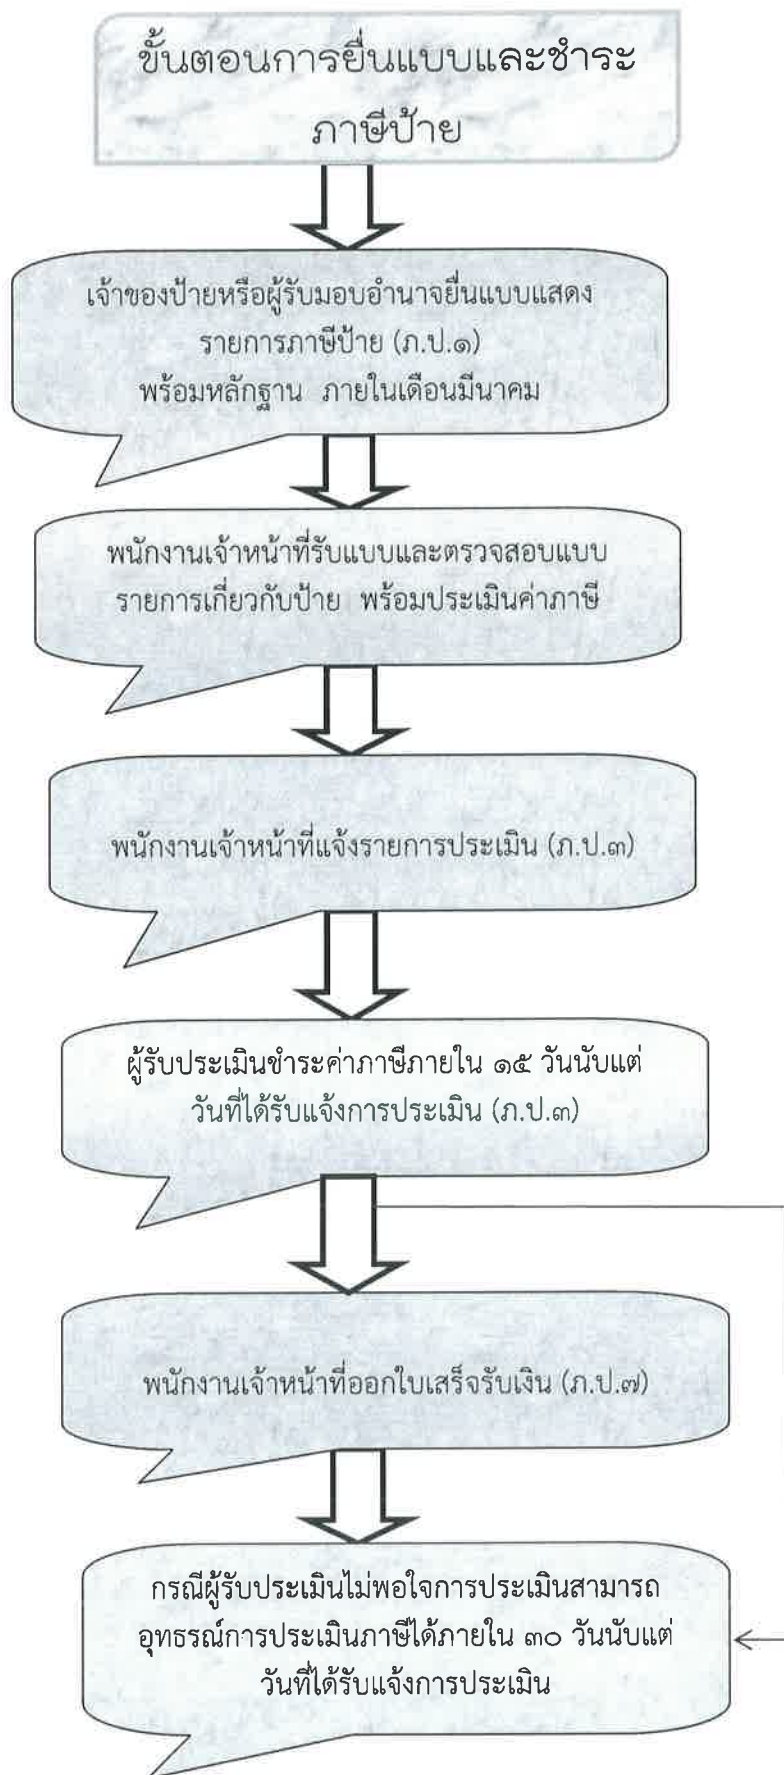 ขั้นตอนการยื่นแบบและชำระ
ภาษีป้าย
เจ้าของป้ายหรือผู้รับมอบอำนาจยื่นแบบแสดง
รายการภาษีป้าย (ภ.ป.๑)
พร้อมหลักฐาน ภายในเดือนมีนาคม
พนักงานเจ้าหน้าที่รับแบบและตรวจสอบแบบ
รายการเกี่ยวกับป้าย พร้อมประเมินค่าภาษี
พนักงานเจ้าหน้าที่แจ้งรายการประเมิน (ภ.ป.๓)
ผู้รับประเมินชำระค่าภาษีภายใน ๑๕ วันนับแต่
วันที่ได้รับแจ้งการประเมิน (ภ.ป.๓)
พนักงานเจ้าหน้าที่ออกใบเสร็จรับเงิน (ภ.ป.๗)
กรณีผู้รับประเมินไม่พอใจการประเมินสามารถ
อุทธรณ์การประเมินภาษีได้ภายใน ๓๐ วันนับแต่
วันที่ได้รับแจ้งการประเมิน